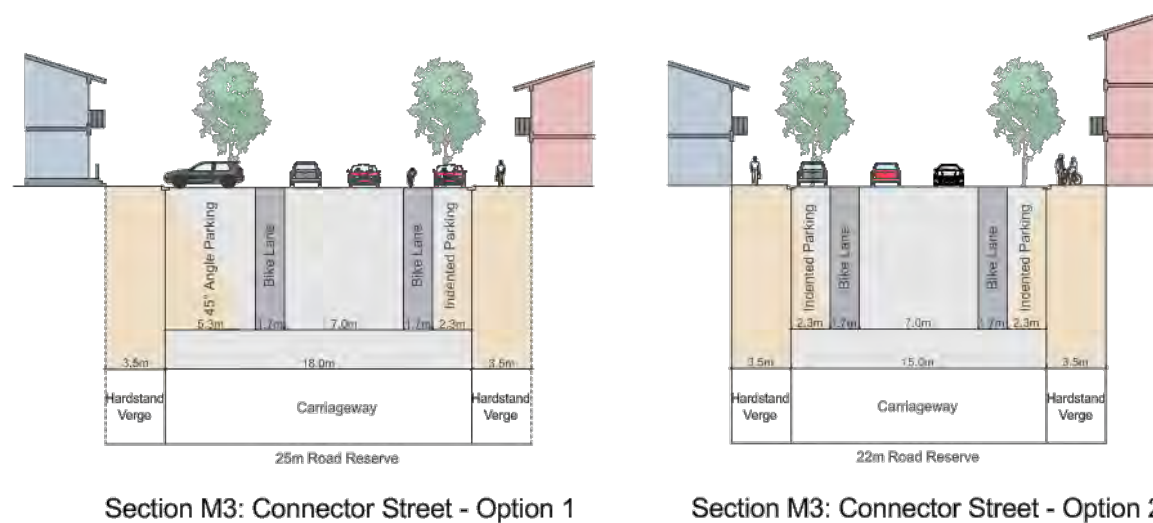 45° Angle Parking
Bike Lane
Bike Lane
Indented Parking
5.3m
1.7m
7.0m
1.7m
2.3m
3.5m
18.0m
3.5m
Hardstand
Verge
Carriageway
Hardstand
Verge
25m Road Reserve
Section M3: Connector Street - Option 1
Indented Parking
Bike Lane
Bike Lane
Indented Parking
2.3m
1.7m
7.0m
1.7m
2.3m
3.5m
15.0m
3.5m
Hardstand
Verge
Carriageway
Hardstand
Verge
22m Road Reserve
Section M3: Connector Street - Option 2